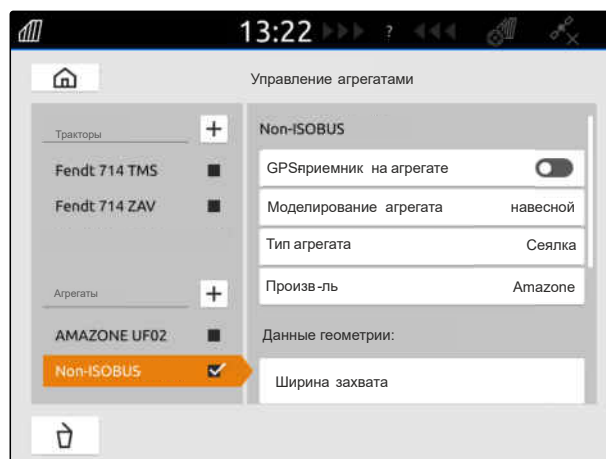 13:22 ?
Управление агрегатами
Тракторы +
Fendt 714 TMS
Fendt 714 ZAV
Агрегаты +
AMAZONE UF02
Non-ISOBUS
Non-ISOBUS
GPSприемник на агрегате
Моделирование агрегата навесной
Тип агрегата Сеялка
Произв-ль Amazone
Данные геометрии:
Ширина захвата